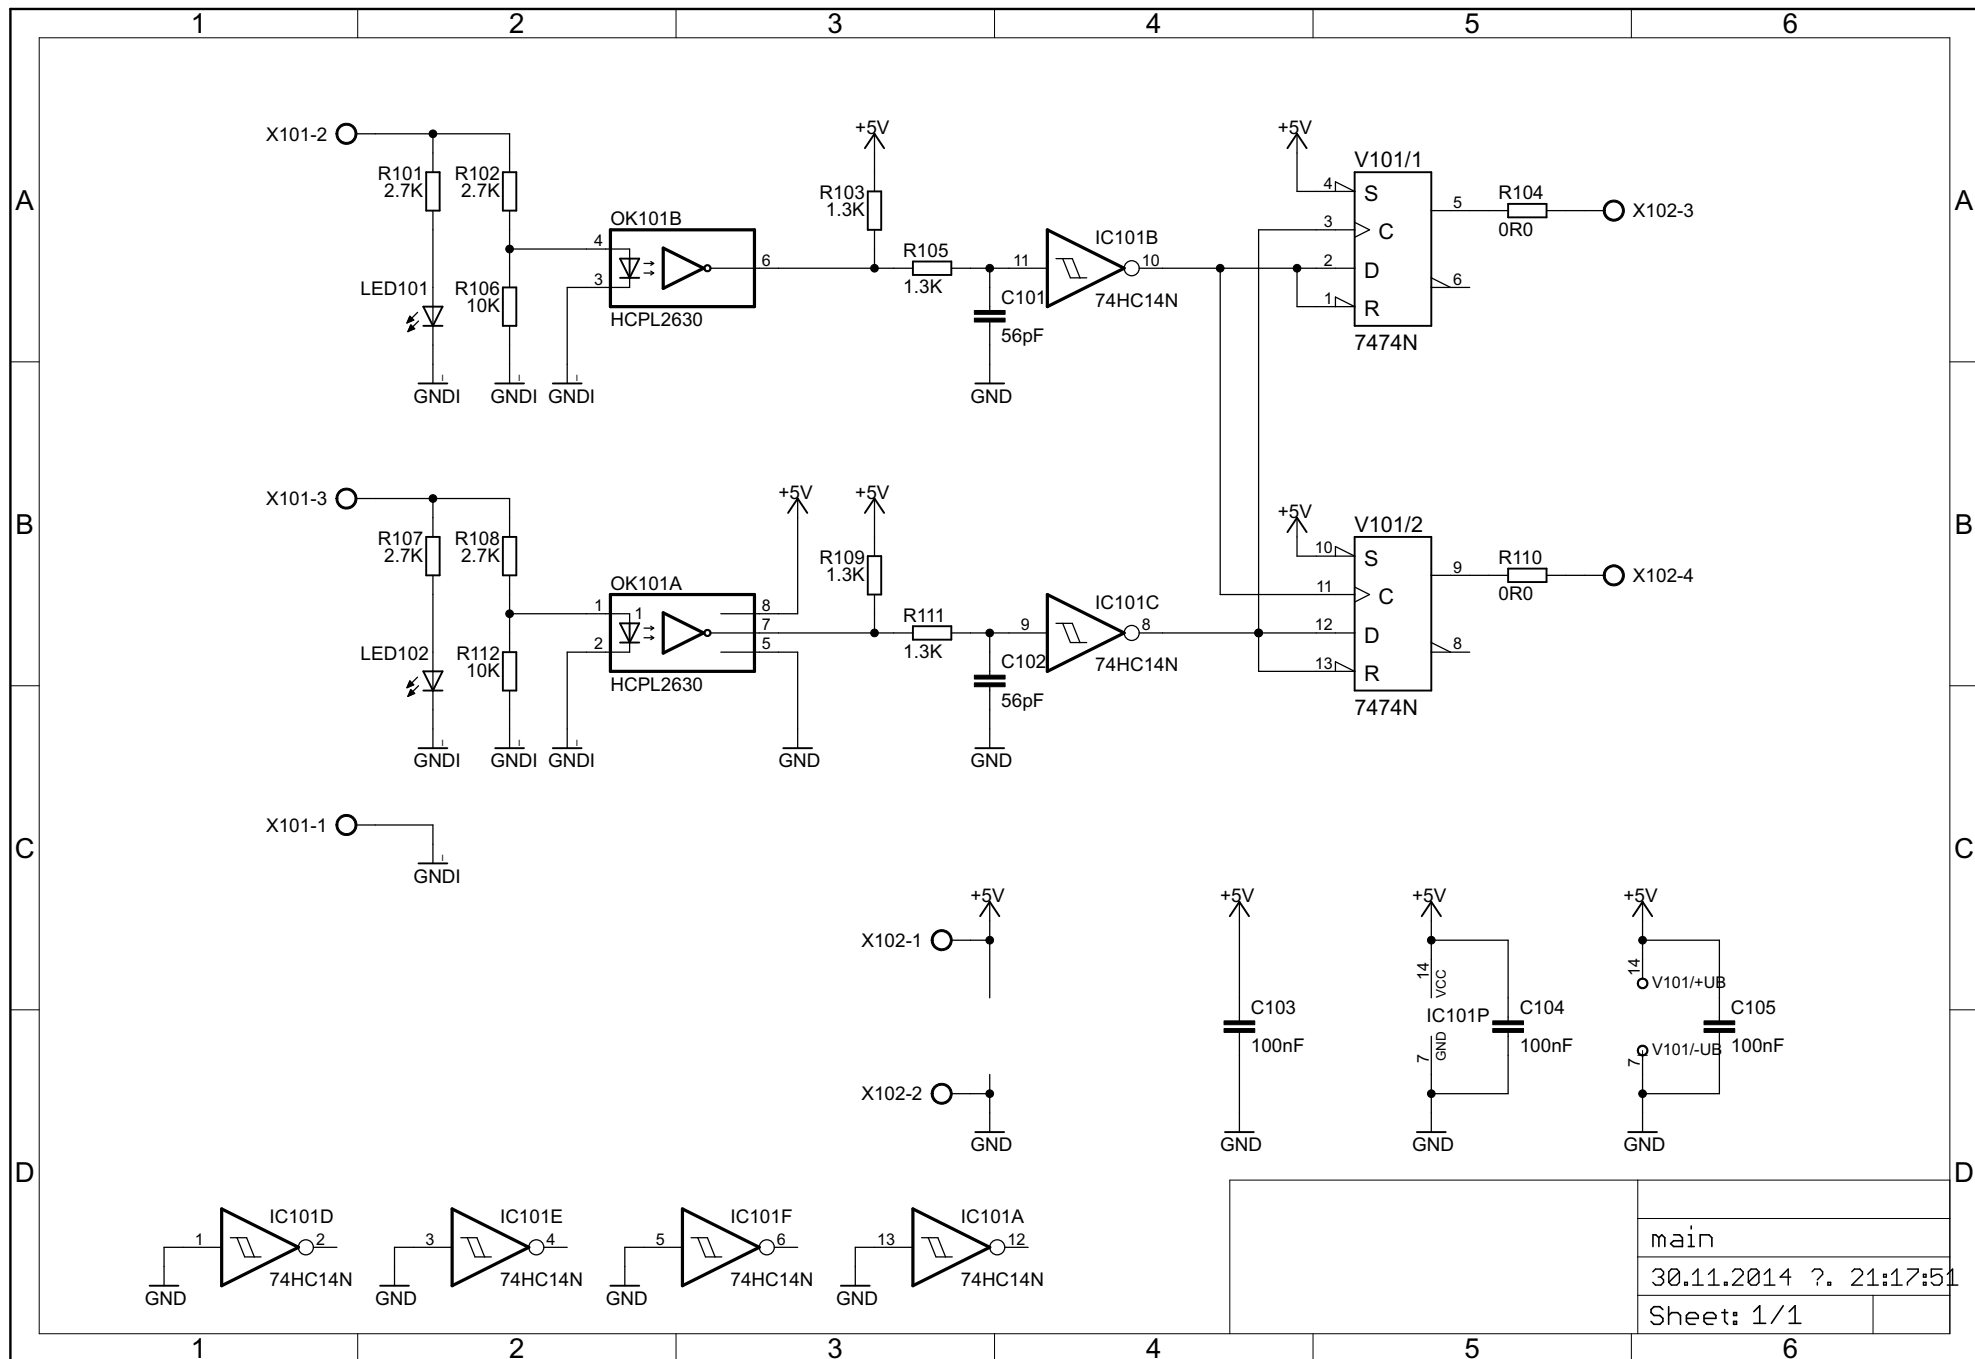 1 2 3 4 5 6
A A
X101-2
R101
2.7K
R102
2.7K
LED101
R106
10K
GNDI GNDI GNDI
OK101B
4
3
6
HCPL2630
+5V
R103
1.3K
R105
1.3K
C101
56pF
GND
11
IC101B
10
74HC14N
+5V
V101/1
4 S
3 C
2 D
1 R
5
6
7474N
R104
0R0
X102-3
B B
X101-3
R107
2.7K
R108
2.7K
LED102
R112
10K
GNDI GNDI GNDI
OK101A
1
2
1
8
7
5
HCPL2630
+5V
GND
+5V
R109
1.3K
R111
1.3K
C102
56pF
GND
9
IC101C
8
74HC14N
+5V
V101/2
10 S
11 C
12 D
13 R
9
8
7474N
R110
0R0
X102-4
C C
X101-1
GNDI
+5V
X102-1
X102-2
GND
+5V
C103
100nF
GND
+5V
14
VCC
IC101P
7
GND
C104
100nF
GND
+5V
14
V101/+UB
V101/-UB
7
C105
100nF
GND
D D
1
IC101D
2
74HC14N
GND
3
IC101E
4
74HC14N
GND
5
IC101F
6
74HC14N
GND
13
IC101A
12
74HC14N
GND
main
30.11.2014 ?. 21:17:51
Sheet: 1/1
1 2 3 4 5 6